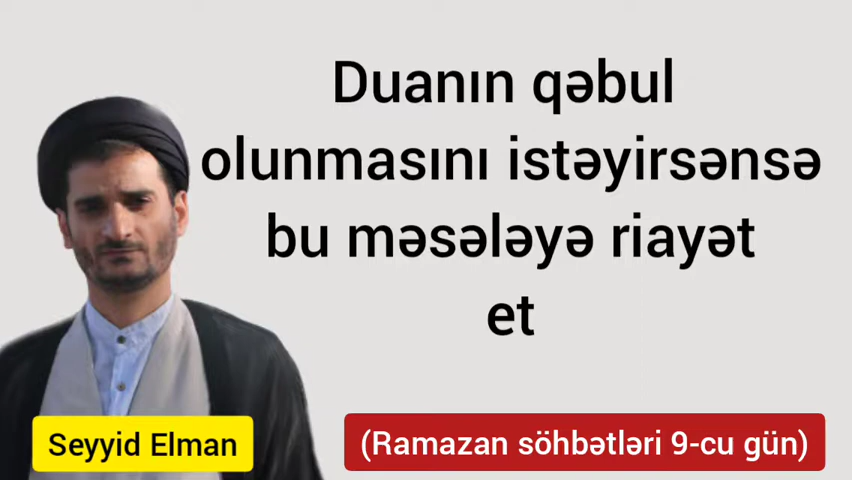 Duanın qəbul
olunmasını istəyirsənsə
bu məsələyə riayət
et
Seyyid Elman
(Ramazan söhbətləri 9-cu gün)